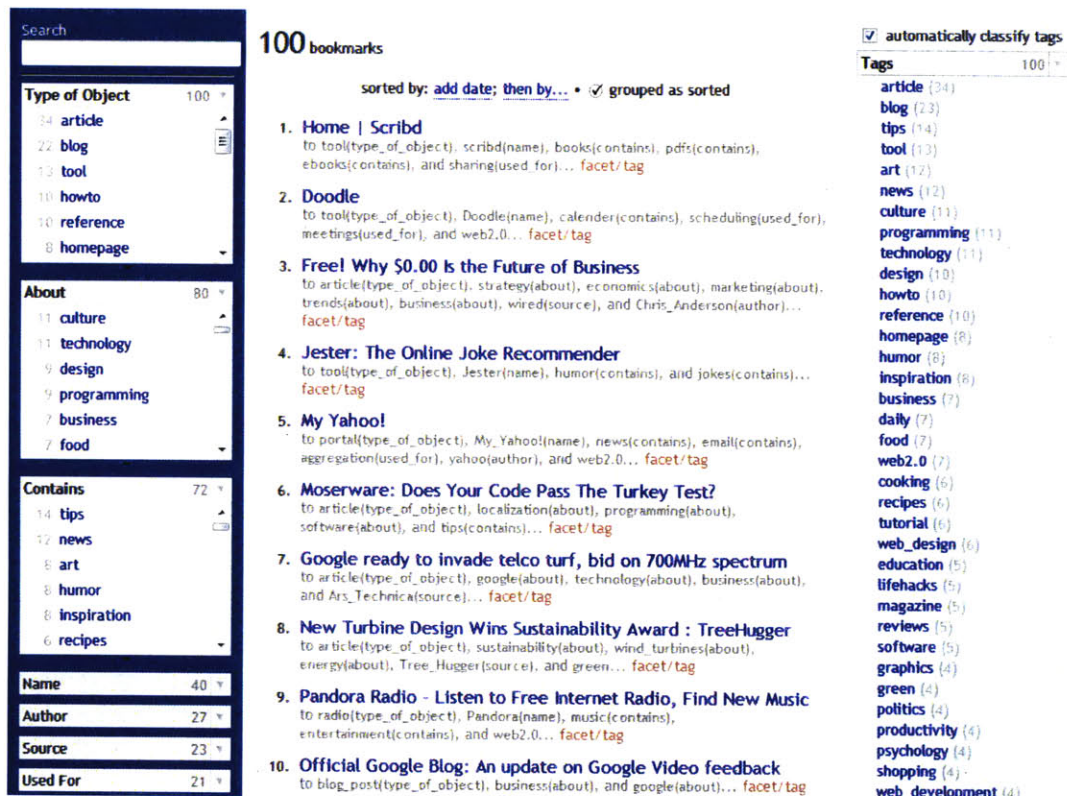 Search
Type of Object 100
34 article
22 blog
13 tool
10 howto
10 reference
8 homepage
About 80
11 culture
11 technology
9 design
9 programming
7 business
7 food
Contains 72
14 tips
12 news
8 art
8 humor
8 inspiration
6 recipes
Name 40
Author 27
Source 23
Used For 21
100 bookmarks
sorted by: add date; then by... • grouped as sorted
1. Home | Scribd
to tool(type_of_object), scribd(name), books(contains), pdfs(contains),
ebooks(contains), and sharing(used_for)... facet/tag
2. Doodle
to tool(type_of_object), Doodle(name), calender(contains), scheduling(used_for),
meetings(used_for), and web2.0... facet/tag
3. Free! Why $0.00 Is the Future of Business
to article(type_of_object), strategy(about), economics(about), marketing(about),
trends(about), business(about), wired(source), and Chris_Anderson(author)...
facet/tag
4. Jester: The Online Joke Recommender
to tool(type_of_object), Jester(name), humor(contains), and jokes(contains)...
facet/tag
5. My Yahoo!
to portal(type_of_object), My_Yahoo!(name), news(contains), email(contains),
aggregation(used_for), yahoo(author), and web2.0... facet/tag
6. Moserware: Does Your Code Pass The Turkey Test?
to article(type_of_object), localization(about), programming(about),
software(about), and tips(contains)... facet/tag
7. Google ready to invade telco turf, bid on 700MHz spectrum
to article(type_of_object), google(about), technology(about), business(about),
and Ars_Technica(source)... facet/tag
8. New Turbine Design Wins Sustainability Award : TreeHugger
to article(type_of_object), sustainability(about), wind_turbines(about),
energy(about), Tree_Hugger(source), and green... facet/tag
9. Pandora Radio - Listen to Free Internet Radio, Find New Music
to radio(type_of_object), Pandora(name), music(contains),
entertainment(contains), and web2.0... facet/tag
10. Official Google Blog: An update on Google Video feedback
to blog_post(type_of_object), business(about), and google(about)... facet/tag
automatically classify tags
Tags 100
article (34)
blog (23)
tips (14)
tool (13)
art (12)
news (12)
culture (11)
programming (11)
technology (11)
design (10)
howto (10)
reference (10)
homepage (8)
humor (8)
inspiration (8)
business (7)
daily (7)
food (7)
web2.0 (7)
cooking (6)
recipes (6)
tutorial (6)
web_design (6)
education (5)
lifehacks (5)
magazine (5)
reviews (5)
software (5)
graphics (4)
green (4)
politics (4)
productivity (4)
psychology (4)
shopping (4)
web_development (4)